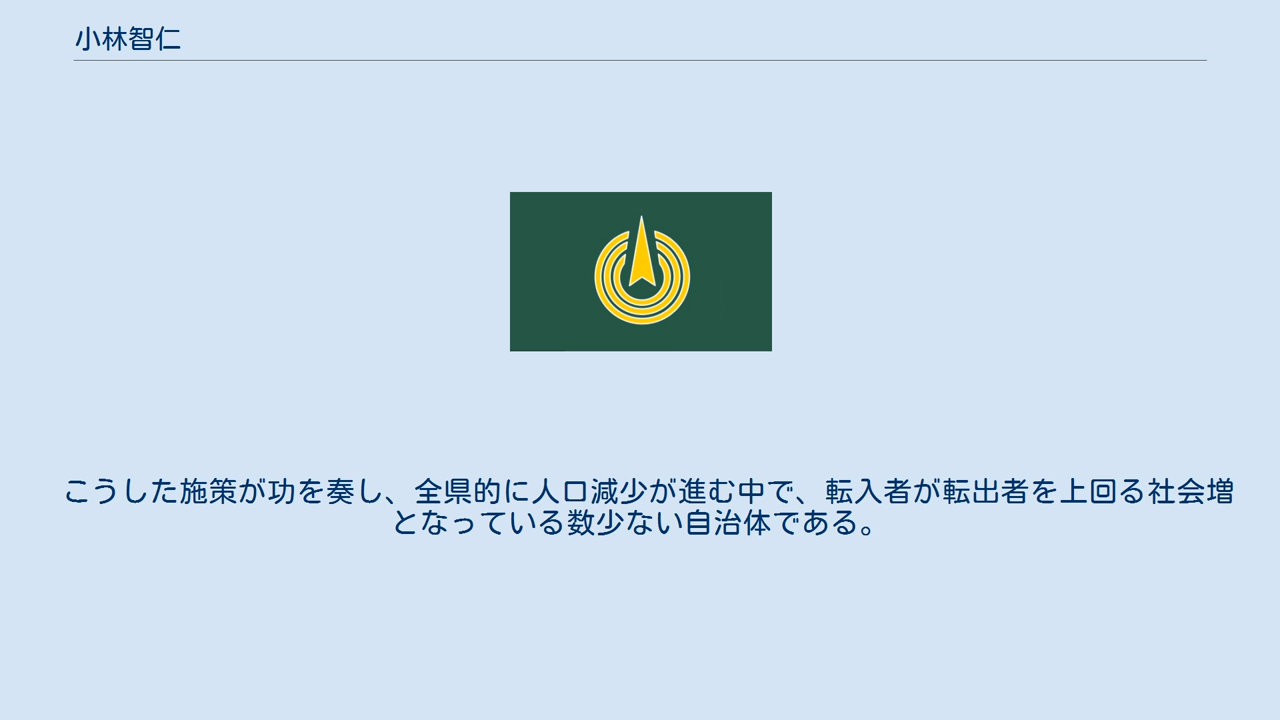 小林智仁
こうした施策が功を奏し、全県的に人口減少が進む中で、転入者が転出者を上回る社会増
となっている数少ない自治体である。